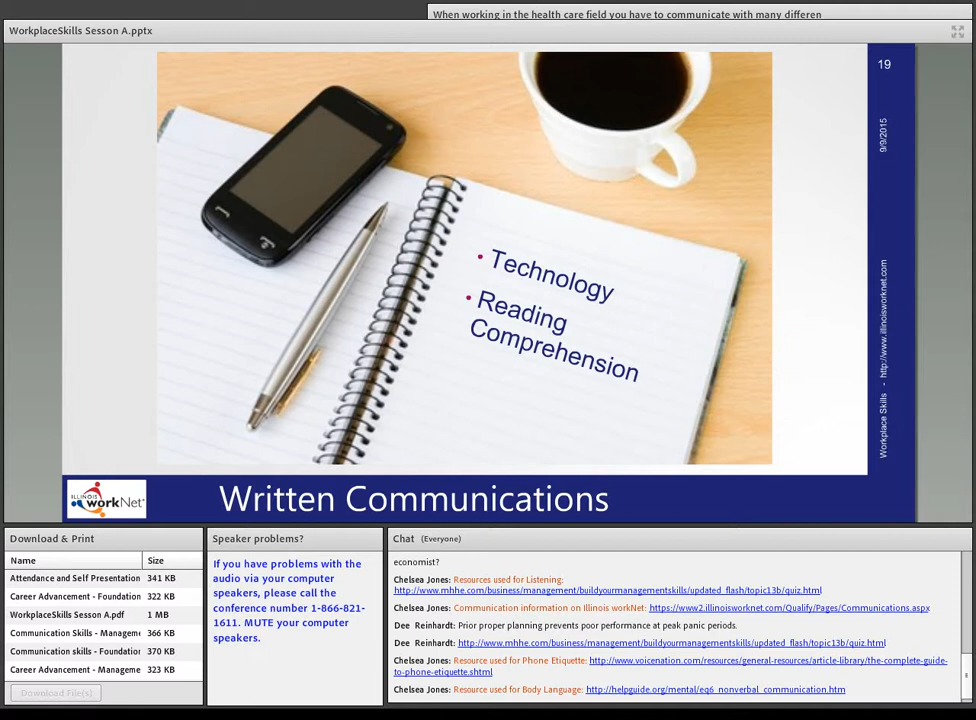 When working in the health care field you have to communicate with many differen
WorkplaceSkills Sesson A.pptx
19
9/9/2015
Workplace Skills - http://www.illinoisworknet.com
• Technology
• Reading
Comprehension
ILLINOIS
workNet
Written Communications
Download & Print
Name Size
Attendance and Self Presentation 341 KB
Career Advancement - Foundation 322 KB
WorkplaceSkills Sesson A.pdf 1 MB
Communication Skills - Manageme 366 KB
Communication skills - Foundation 370 KB
Career Advancement - Manageme 323 KB
Download File(s)
Speaker problems?
If you have problems with the
audio via your computer
speakers, please call the
conference number 1-866-821-
1611. MUTE your computer
speakers.
Chat (Everyone)
economist?
Chelsea Jones: Resources used for Listening:
http://www.mhhe.com/business/management/buildyourmanagementskills/updated_flash/topic13b/quiz.html
Chelsea Jones: Communication information on Illinois workNet: https://www2.illinoisworknet.com/Qualify/Pages/Communications.aspx
Dee Reinhardt: Prior proper planning prevents poor performance at peak panic periods.
Dee Reinhardt: http://www.mhhe.com/business/management/buildyourmanagementskills/updated_flash/topic13b/quiz.html
Chelsea Jones: Resource used for Phone Etiquette: http://www.voicenation.com/resources/general-resources/article-library/the-complete-guide-
to-phone-etiquette.shtml
Chelsea Jones: Resource used for Body Language: http://helpguide.org/mental/eq6_nonverbal_communication.htm